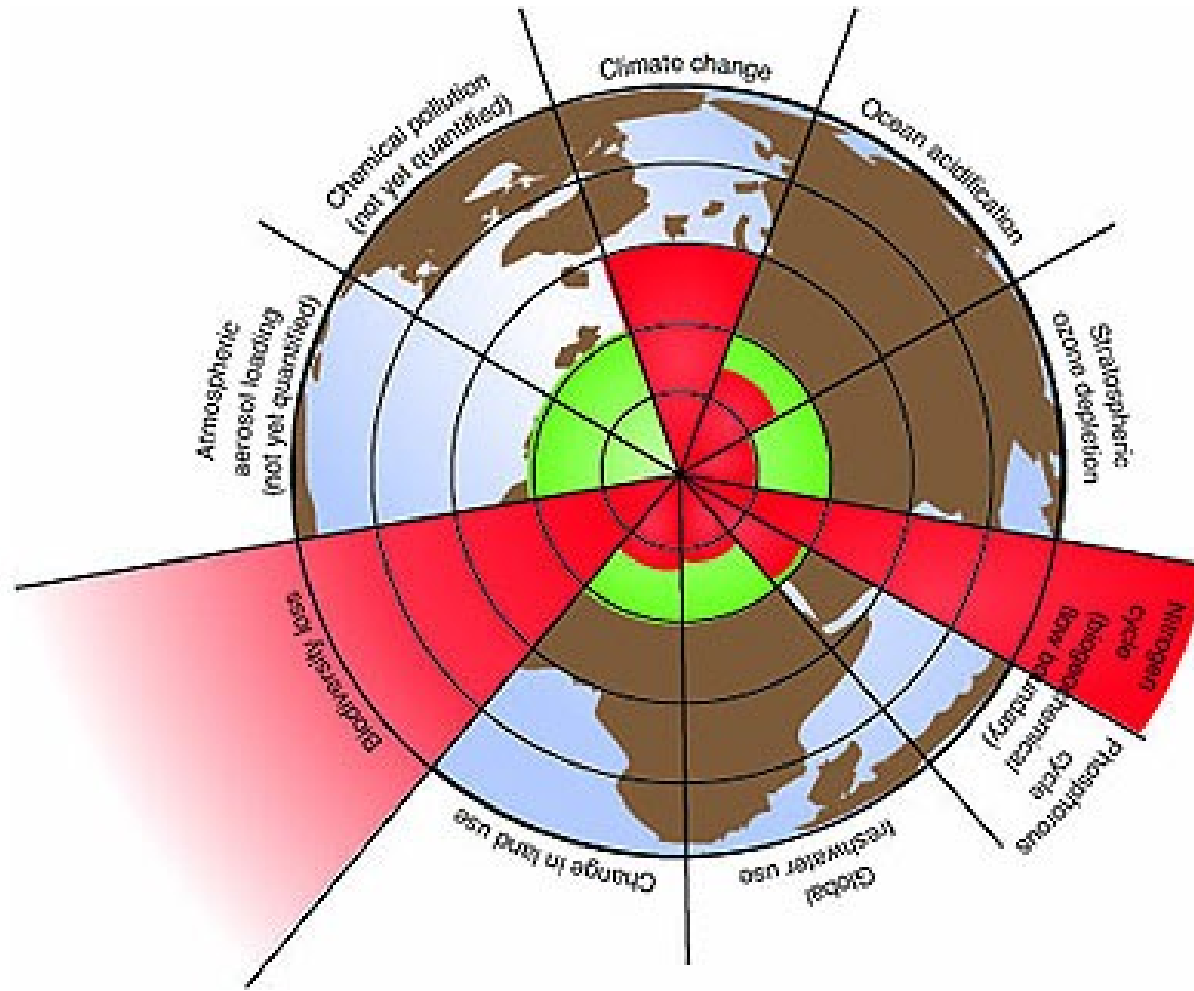 Climate change
Ocean acidification
Stratospheric
ozone depletion
Nitrogen
cycle
(biogeochemical
flow boundary)
Phosphorous
cycle
Global
freshwater use
Change in land use
Biodiversity loss
Atmospheric
aerosol loading
(not yet quantified)
Chemical pollution
(not yet quantified)